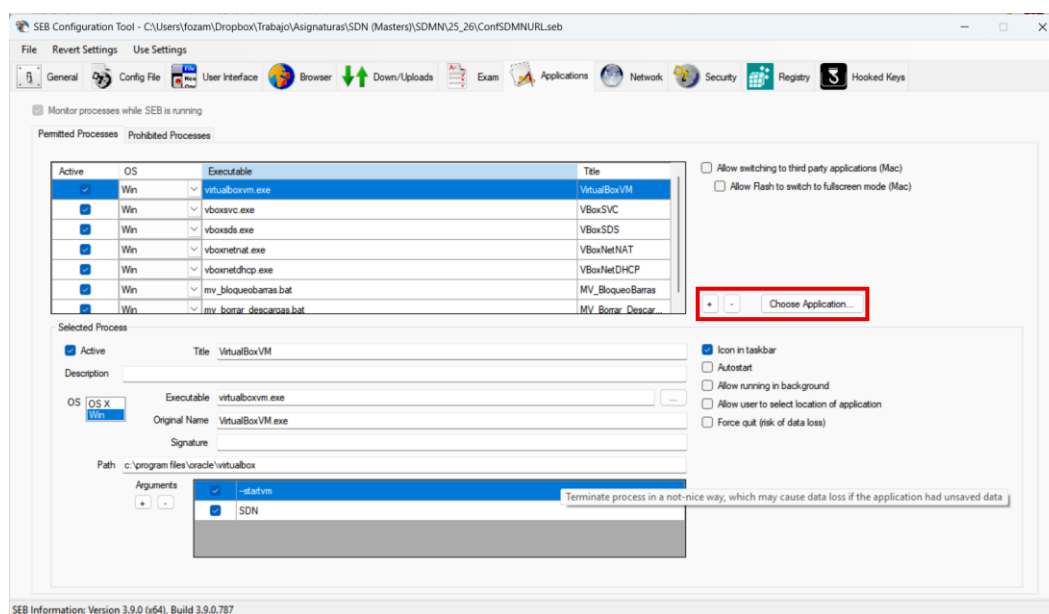 SEB Configuration Tool - C:\Users\fozam\Dropbox\Trabajo\Asignaturas\SDN (Masters)\SDMN\25_26\ConfSDMNURL.seb
File Revert Settings Use Settings
General Config File User Interface Browser Down/Uploads Exam Applications Network Security Registry Hooked Keys
Monitor processes while SEB is running
Permitted Processes Prohibited Processes
Active OS Executable Title
Win virtualboxvm.exe VirtualBoxVM
Win vboxsvc.exe VBoxSVC
Win vboxsds.exe VBoxSDS
Win vboxnetnat.exe VBoxNetNAT
Win vboxnetdhcp.exe VBoxNetDHCP
Win mv_bloqueobarras.bat MV_BloqueoBarras
Win mv_borrar_descargas.bat MV_Borrar_Descar...
Allow switching to third party applications (Mac)
Allow Flash to switch to fullscreen mode (Mac)
+ - Choose Application...
Selected Process
Active Title VirtualBoxVM
Description
OS OS X
Win
Executable virtualboxvm.exe ...
Original Name VirtualBoxVM.exe
Signature
Path c:\program files\oracle\virtualbox
Arguments
+ -
--startvm
SDN
Icon in taskbar
Autostart
Allow running in background
Allow user to select location of application
Force quit (risk of data loss)
Terminate process in a not-nice way, which may cause data loss if the application had unsaved data
SEB Information: Version 3.9.0 (x64), Build 3.9.0.787